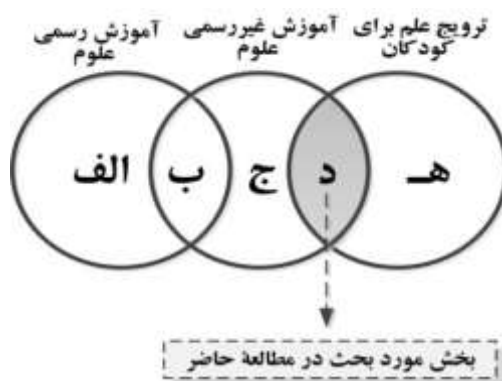 ترویج علم برای
کودکان
آموزش غیررسمی
علوم
آموزش رسمی
علوم
هـ
د
ج
ب
الف
بخش مورد بحث در مطالعهٔ حاضر